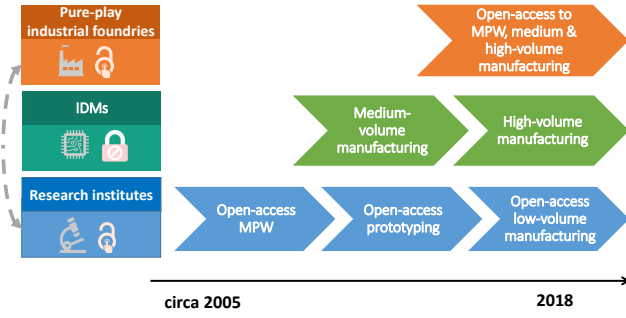 Pure-play
industrial foundries
Open-access to
MPW, medium &
high-volume
manufacturing
IDMs
Medium-
volume
manufacturing
High-volume
manufacturing
Research institutes
Open-access
MPW
Open-access
prototyping
Open-access
low-volume
manufacturing
circa 2005
2018